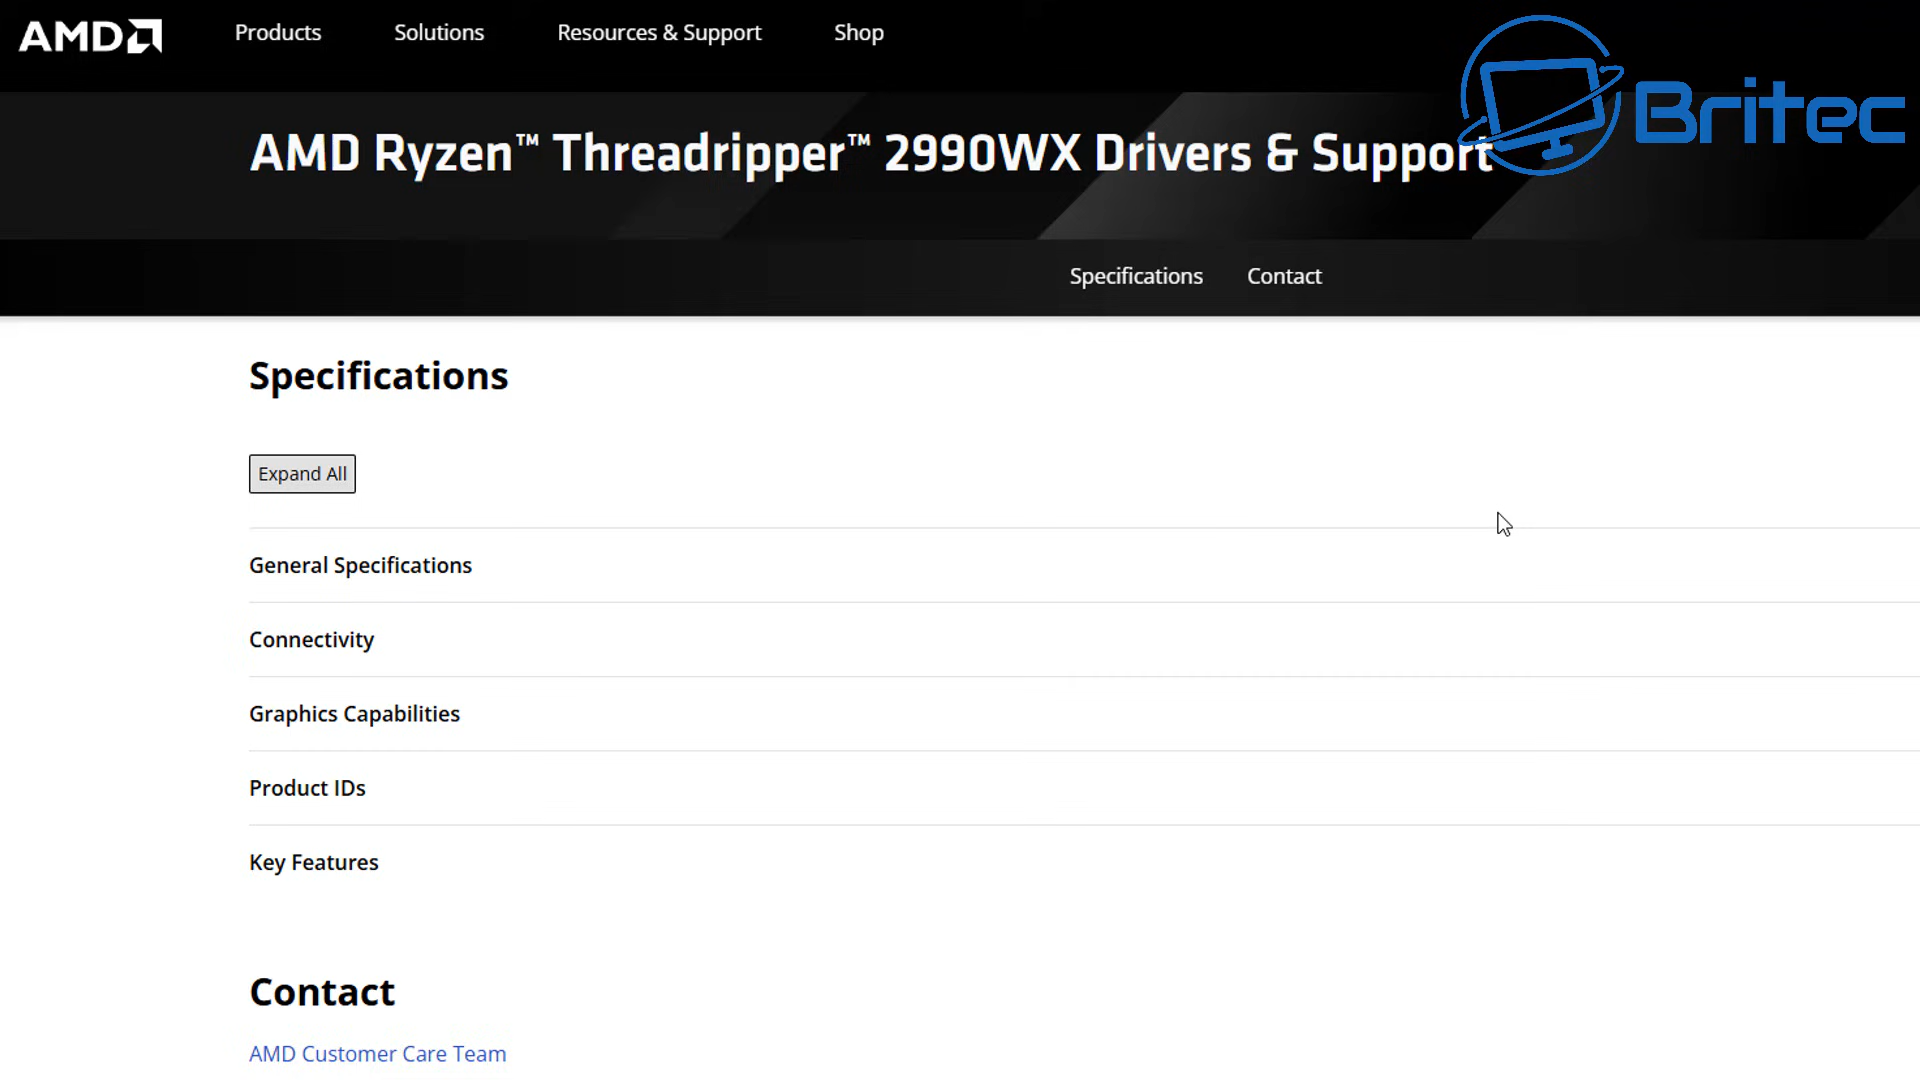 AMD
Products
Solutions
Resources & Support
Shop
Britec
AMD Ryzen™ Threadripper™ 2990WX Drivers & Support
Specifications
Contact
Specifications
Expand All
General Specifications
Connectivity
Graphics Capabilities
Product IDs
Key Features
Contact
AMD Customer Care Team